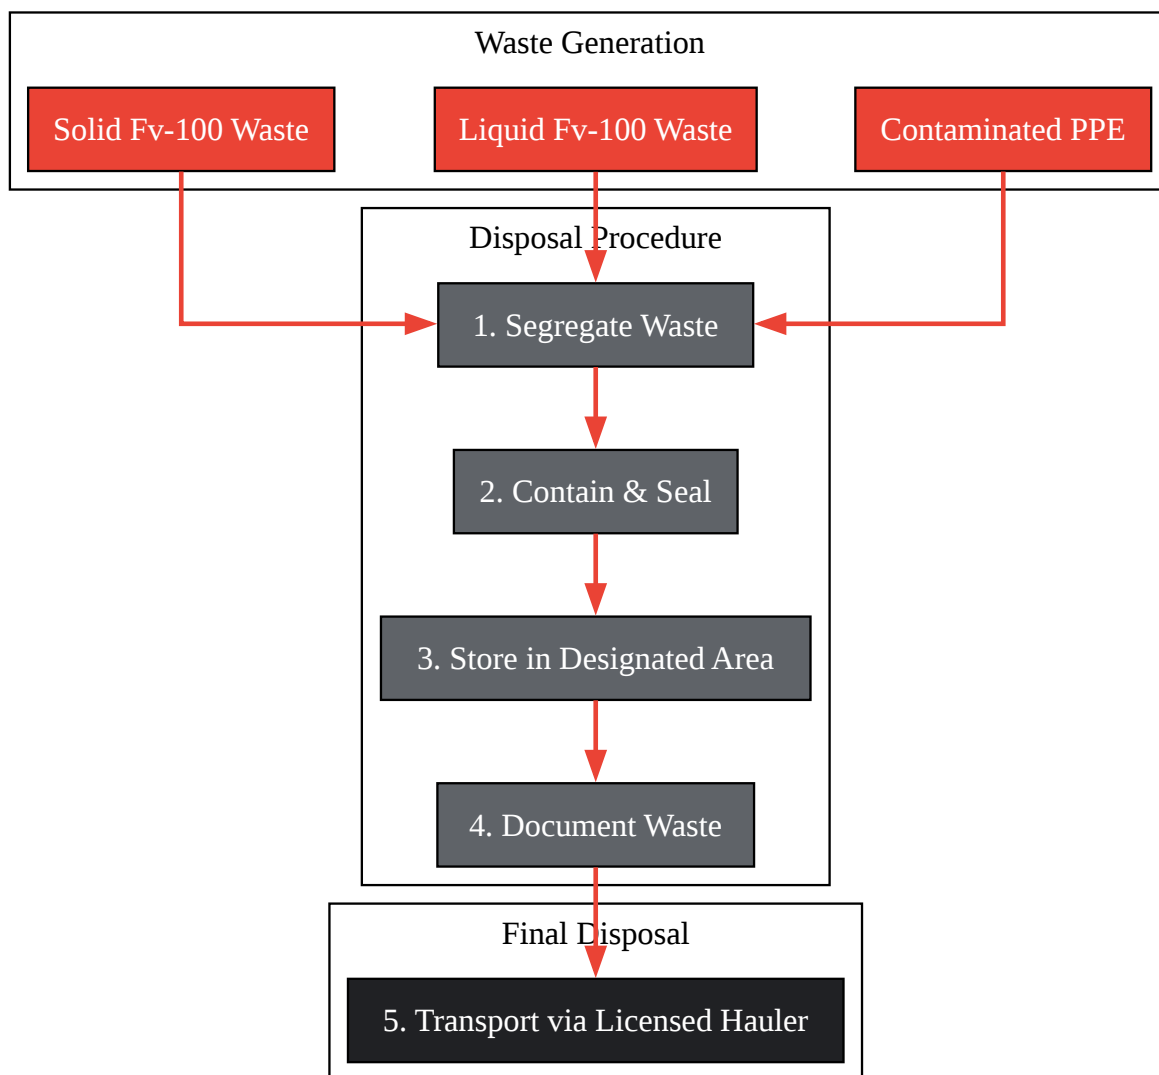 Waste Generation
Solid Fv-100 Waste
Liquid Fv-100 Waste
Contaminated PPE
Disposal Procedure
1. Segregate Waste
2. Contain & Seal
3. Store in Designated Area
4. Document Waste
Final Disposal
5. Transport via Licensed Hauler